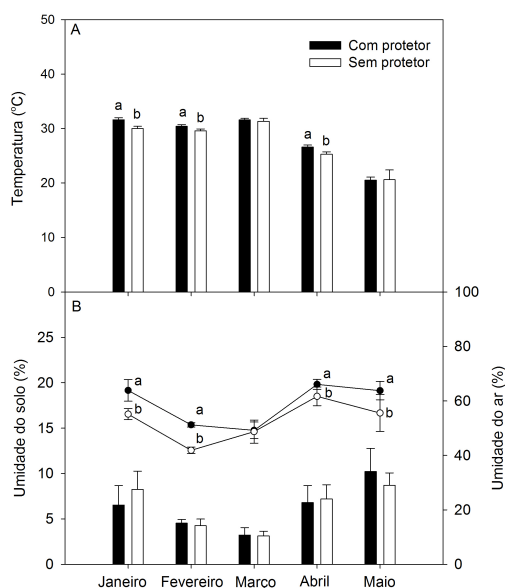 A
Com protetor
Sem protetor
Temperatura (°C)
50
40
30
20
10
0
a
b
a
b
a
b
B
Umidade do solo (%)
25
20
15
10
5
0
Umidade do ar (%)
100
80
60
40
20
0
a
b
a
b
a
b
a
b
Janeiro
Fevereiro
Março
Abril
Maio